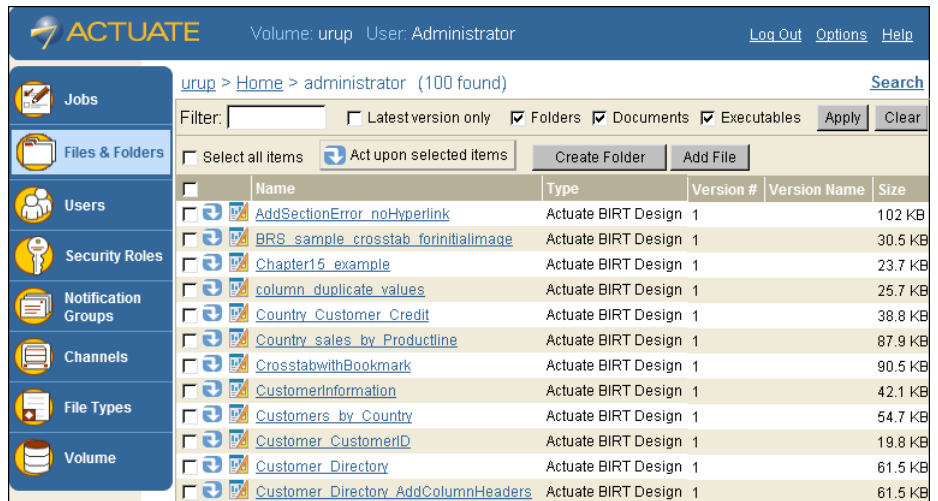 ACTUATE Volume: urup User: Administrator Log Out Options Help
Jobs
Files & Folders
Users
Security Roles
Notification
Groups
Channels
File Types
Volume
urup > Home > administrator (100 found) Search
Filter: Latest version only Folders Documents Executables Apply Clear
Select all items Act upon selected items Create Folder Add File
Name Type Version # Version Name Size
AddSectionError_noHyperlink Actuate BIRT Design 1 102 KB
BRS_sample_crosstab_forinitialimage Actuate BIRT Design 1 30.5 KB
Chapter15_example Actuate BIRT Design 1 23.7 KB
column_duplicate_values Actuate BIRT Design 1 25.7 KB
Country_Customer_Credit Actuate BIRT Design 1 38.8 KB
Country_sales_by_Productline Actuate BIRT Design 1 87.9 KB
CrosstabwithBookmark Actuate BIRT Design 1 90.5 KB
CustomerInformation Actuate BIRT Design 1 42.1 KB
Customers_by_Country Actuate BIRT Design 1 54.7 KB
Customer_CustomerID Actuate BIRT Design 1 19.8 KB
Customer_Directory Actuate BIRT Design 1 61.5 KB
Customer_Directory_AddColumnHeaders Actuate BIRT Design 1 61.5 KB